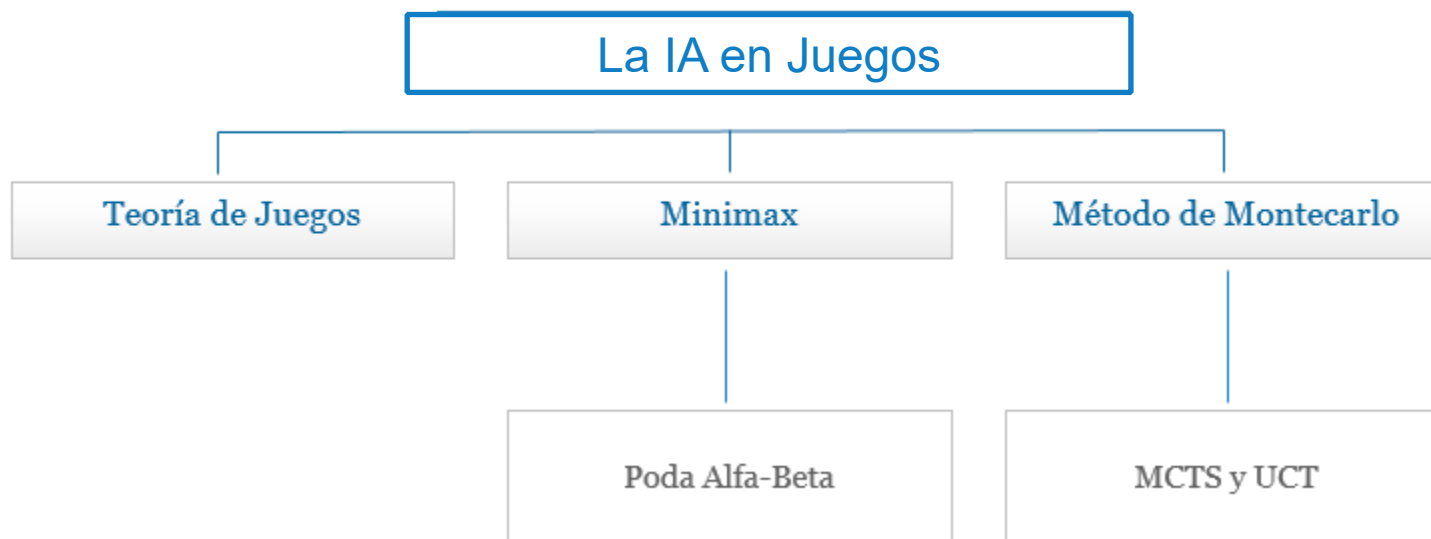 La IA en Juegos
Teoría de Juegos
Minimax
Método de Montecarlo
Poda Alfa-Beta
MCTS y UCT